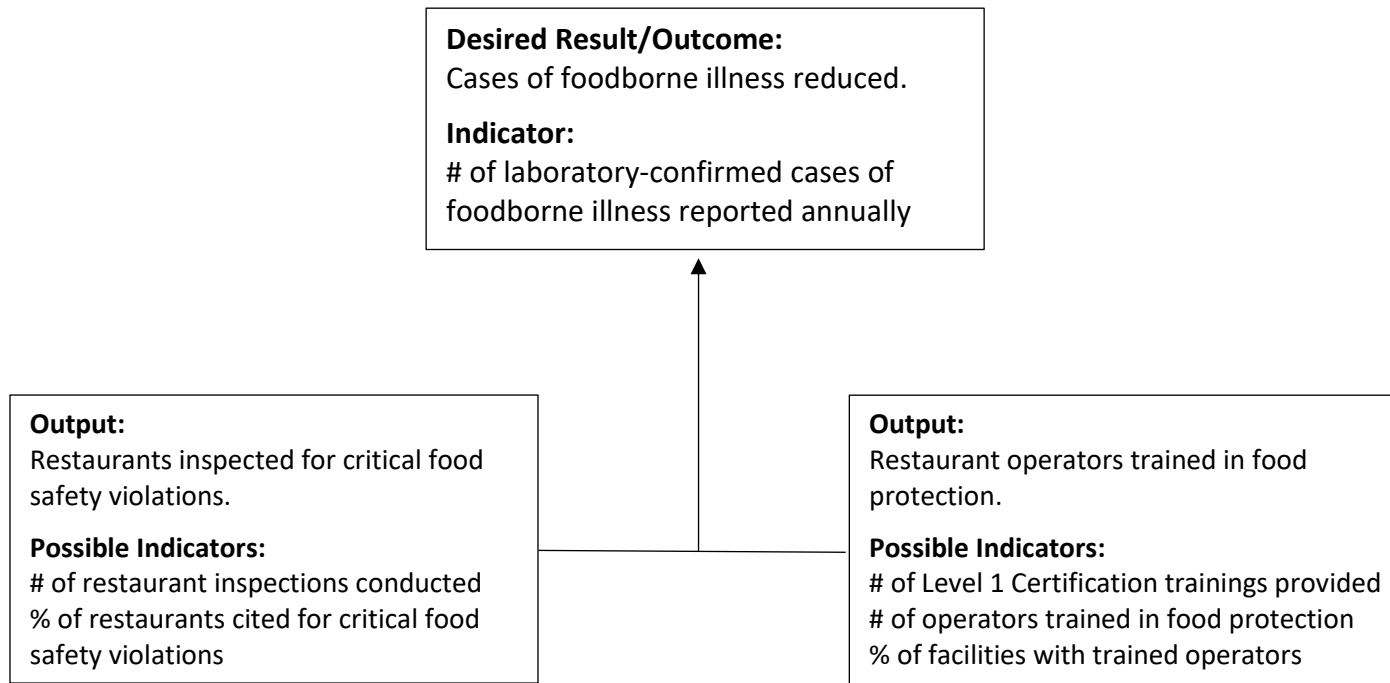 Desired Result/Outcome:
Cases of foodborne illness reduced.
Indicator:
# of laboratory-confirmed cases of
foodborne illness reported annually
Output:
Restaurants inspected for critical food
safety violations.
Possible Indicators:
# of restaurant inspections conducted
% of restaurants cited for critical food
safety violations
Output:
Restaurant operators trained in food
protection.
Possible Indicators:
# of Level 1 Certification trainings provided
# of operators trained in food protection
% of facilities with trained operators